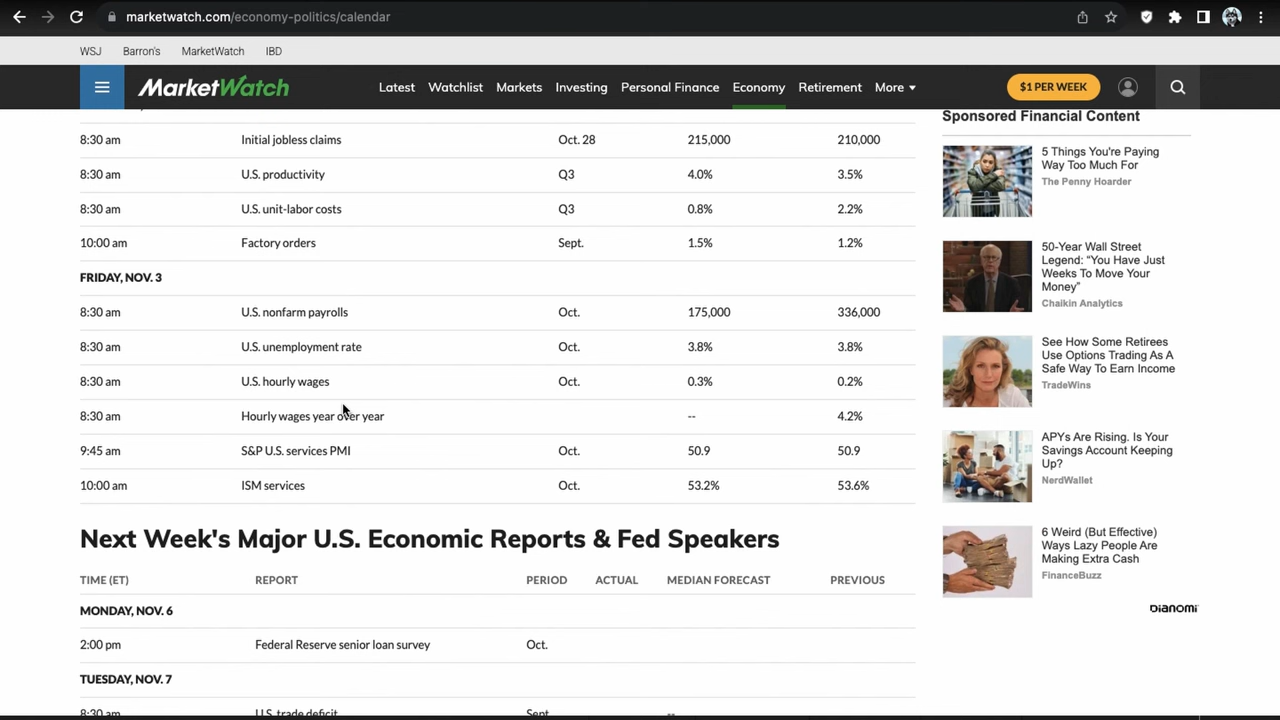 marketwatch.com/economy-politics/calendar
WSJ Barron's MarketWatch IBD
MarketWatch Latest Watchlist Markets Investing Personal Finance Economy Retirement More $1 PER WEEK
8:30 am Initial jobless claims Oct. 28 215,000 210,000
8:30 am U.S. productivity Q3 4.0% 3.5%
8:30 am U.S. unit-labor costs Q3 0.8% 2.2%
10:00 am Factory orders Sept. 1.5% 1.2%
FRIDAY, NOV. 3
8:30 am U.S. nonfarm payrolls Oct. 175,000 336,000
8:30 am U.S. unemployment rate Oct. 3.8% 3.8%
8:30 am U.S. hourly wages Oct. 0.3% 0.2%
8:30 am Hourly wages year over year -- 4.2%
9:45 am S&P U.S. services PMI Oct. 50.9 50.9
10:00 am ISM services Oct. 53.2% 53.6%
Next Week's Major U.S. Economic Reports & Fed Speakers
TIME (ET) REPORT PERIOD ACTUAL MEDIAN FORECAST PREVIOUS
MONDAY, NOV. 6
2:00 pm Federal Reserve senior loan survey Oct.
TUESDAY, NOV. 7
8:30 am U.S. trade deficit Sept. --
Sponsored Financial Content
5 Things You're Paying
Way Too Much For
The Penny Hoarder
50-Year Wall Street
Legend: “You Have Just
Weeks To Move Your
Money”
Chaikin Analytics
See How Some Retirees
Use Options Trading As A
Safe Way To Earn Income
TradeWins
APYs Are Rising. Is Your
Savings Account Keeping
Up?
NerdWallet
6 Weird (But Effective)
Ways Lazy People Are
Making Extra Cash
FinanceBuzz
Dianomi